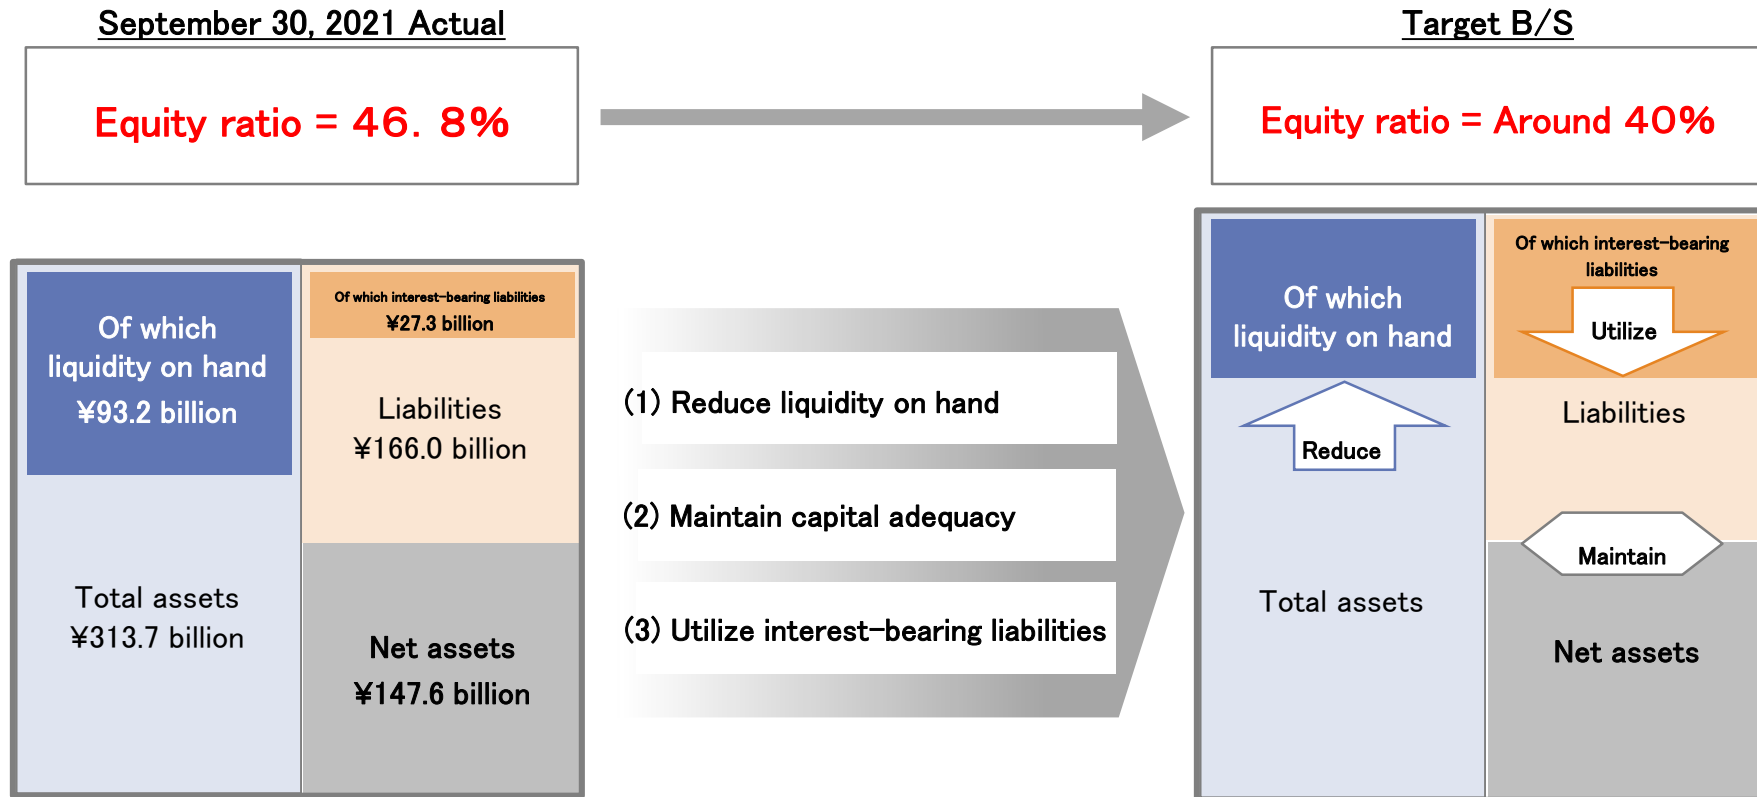 September 30, 2021 Actual
Equity ratio = 46. 8%
Target B/S
Equity ratio = Around 40%
Of which
liquidity on hand
¥93.2 billion
Total assets
¥313.7 billion
Of which interest-bearing liabilities
¥27.3 billion
Liabilities
¥166.0 billion
Net assets
¥147.6 billion
(1) Reduce liquidity on hand
(2) Maintain capital adequacy
(3) Utilize interest-bearing liabilities
Of which
liquidity on hand
Reduce
Total assets
Of which interest-bearing
liabilities
Utilize
Liabilities
Maintain
Net assets